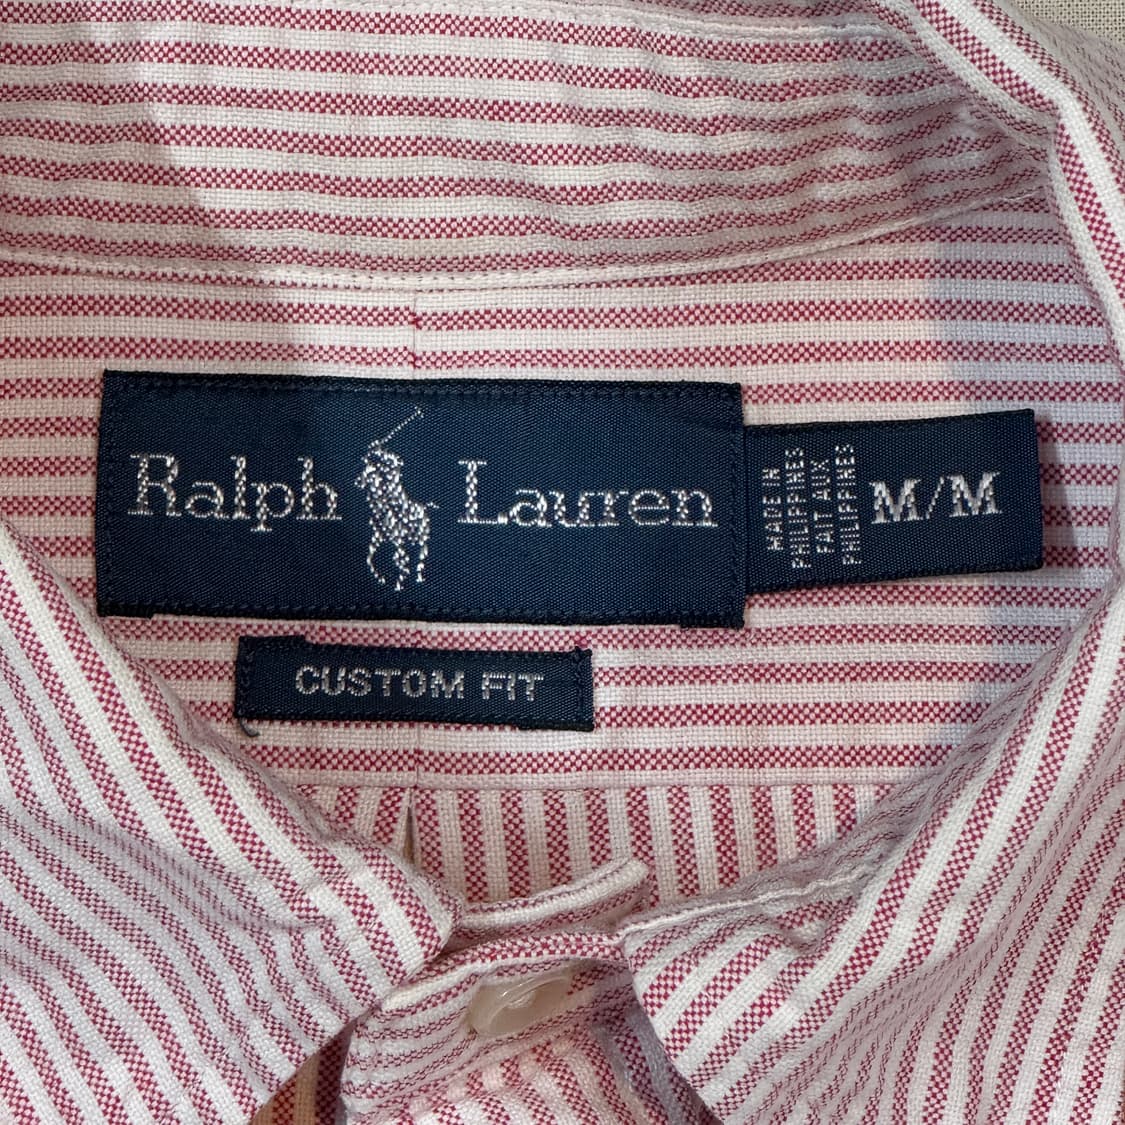 Ralph Lauren
MADE IN
PHILIPPINES
FAIT AUX
PHILIPPINES
M/M
CUSTOM FIT